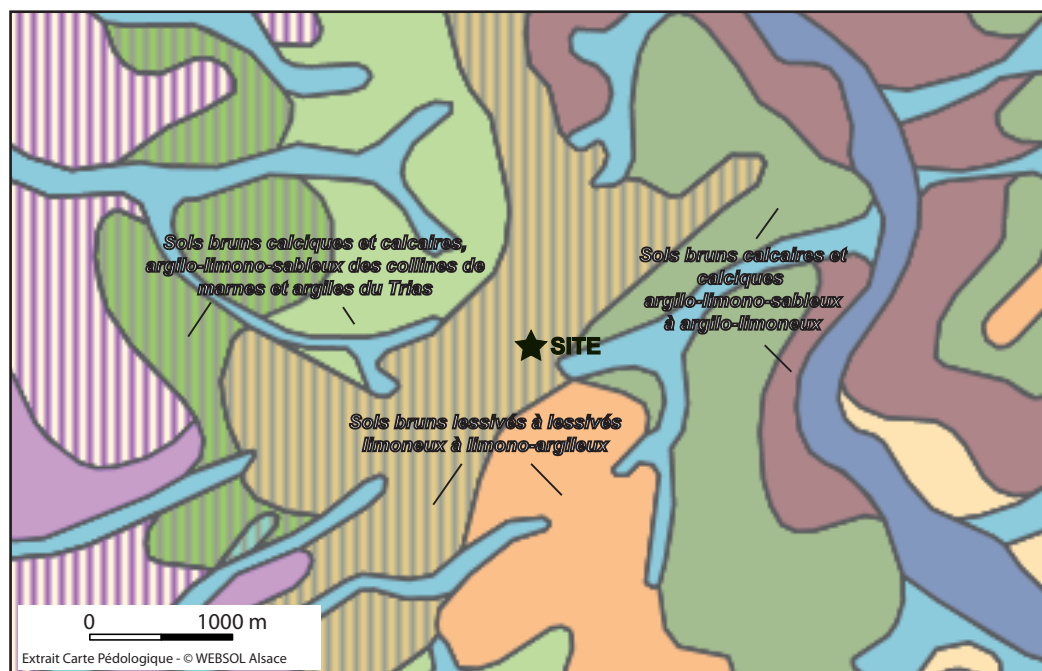 Sols bruns calciques et calcaires,
argilo-limono-sableux des collines de
marnes et argiles du Trias
Sols bruns calcaires et
calciques
argilo-limono-sableux
à argilo-limoneux
SITE
Sols bruns lessivés à lessivés
limoneux à limono-argileux
0 1000 m
Extrait Carte Pédologique - © WEBSOL Alsace